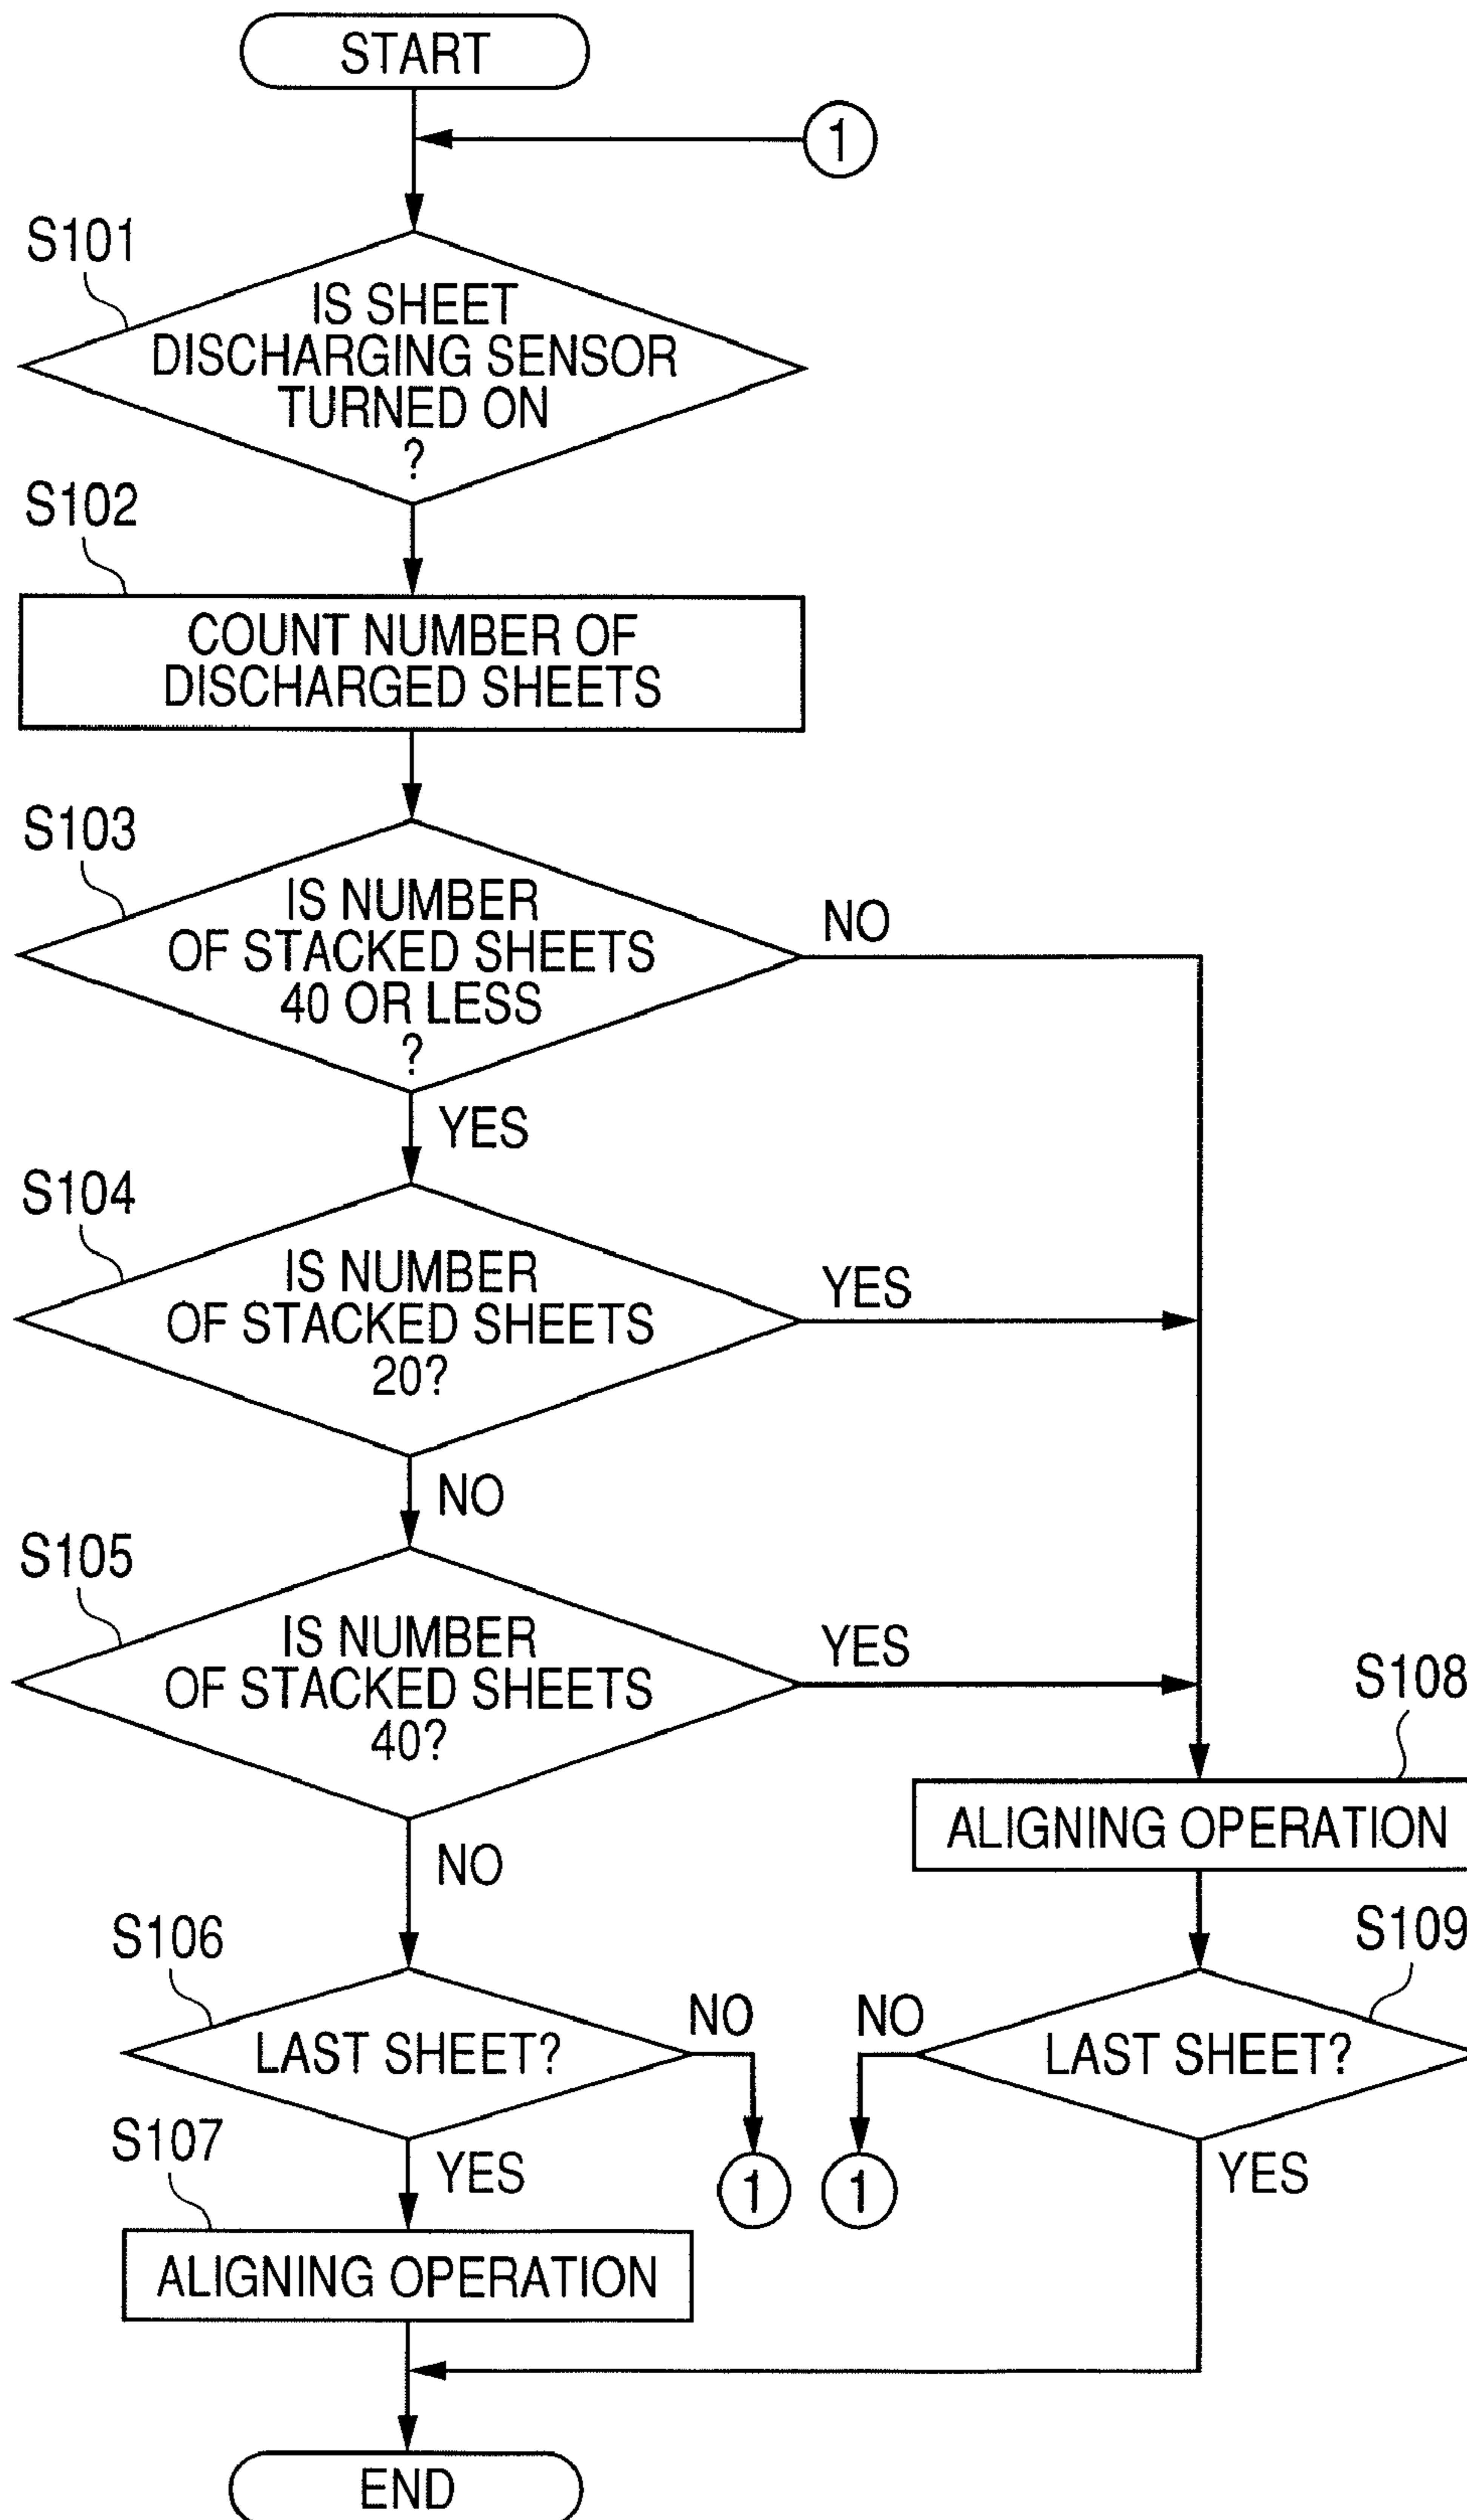 START
1
S101
IS SHEET
DISCHARGING SENSOR
TURNED ON
?
S102
COUNT NUMBER OF
DISCHARGED SHEETS
S103
IS NUMBER
OF STACKED SHEETS
40 OR LESS
?
NO
YES
S104
IS NUMBER
OF STACKED SHEETS
20?
YES
NO
S105
IS NUMBER
OF STACKED SHEETS
40?
YES
NO
S108
ALIGNING OPERATION
S106
LAST SHEET?
NO
1
YES
S109
LAST SHEET?
NO
1
YES
S107
ALIGNING OPERATION
END